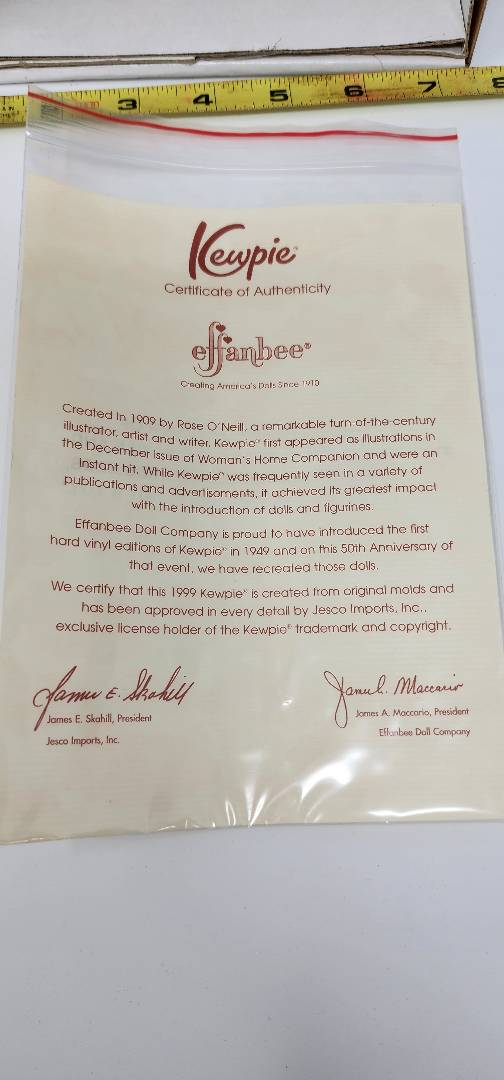 3 4 5 6 7 8
Kewpie®
Certificate of Authenticity
effanbee®
Creating America's Dolls Since 1910
Created in 1909 by Rose O'Neill, a remarkable turn-of-the-century
illustrator, artist and writer, Kewpie® first appeared as illustrations in
the December issue of Woman's Home Companion and were an
instant hit. While Kewpie® was frequently seen in a variety of
publications and advertisements, it achieved its greatest impact
with the introduction of dolls and figurines.
Effanbee Doll Company is proud to have introduced the first
hard vinyl editions of Kewpie® in 1949 and on this 50th Anniversary of
that event, we have recreated those dolls.
We certify that this 1999 Kewpie® is created from original molds and
has been approved in every detail by Jesco Imports, Inc.,
exclusive license holder of the Kewpie® trademark and copyright.
James E. Skahill
James A. Maccario
James E. Skahill, President
James A. Maccario, President
Jesco Imports, Inc.
Effanbee Doll Company